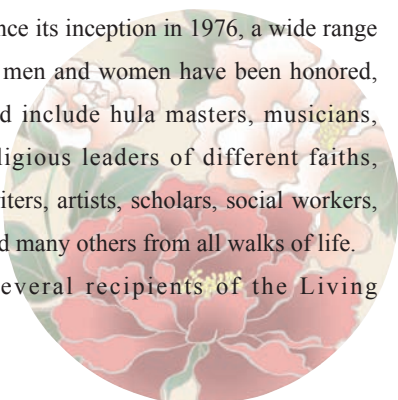 nce its inception in 1976, a wide range
men and women have been honored,
d include hula masters, musicians,
ligious leaders of different faiths,
iters, artists, scholars, social workers,
d many others from all walks of life.
everal recipients of the Living